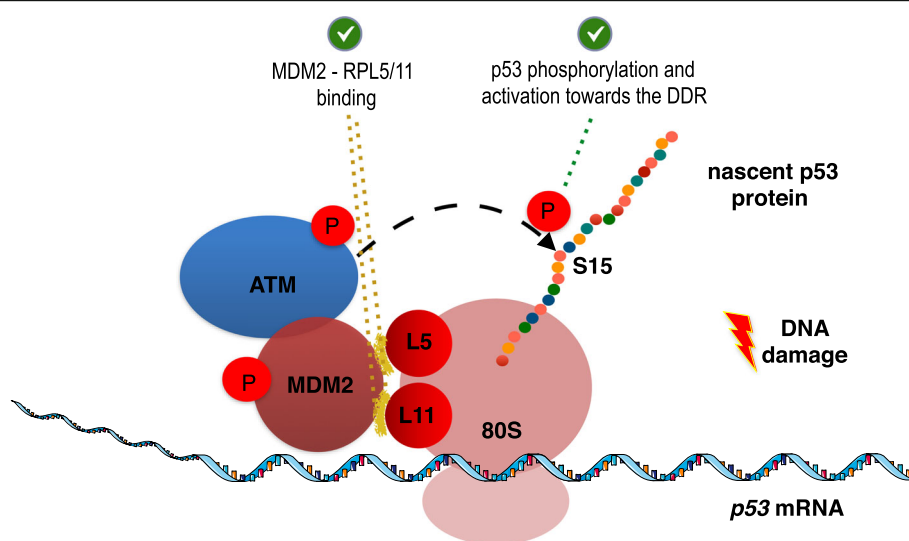 MDM2 - RPL5/11
binding
p53 phosphorylation and
activation towards the DDR
nascent p53
protein
P
P
ATM
S15
DNA
damage
L5
P
MDM2
L11
80S
p53 mRNA